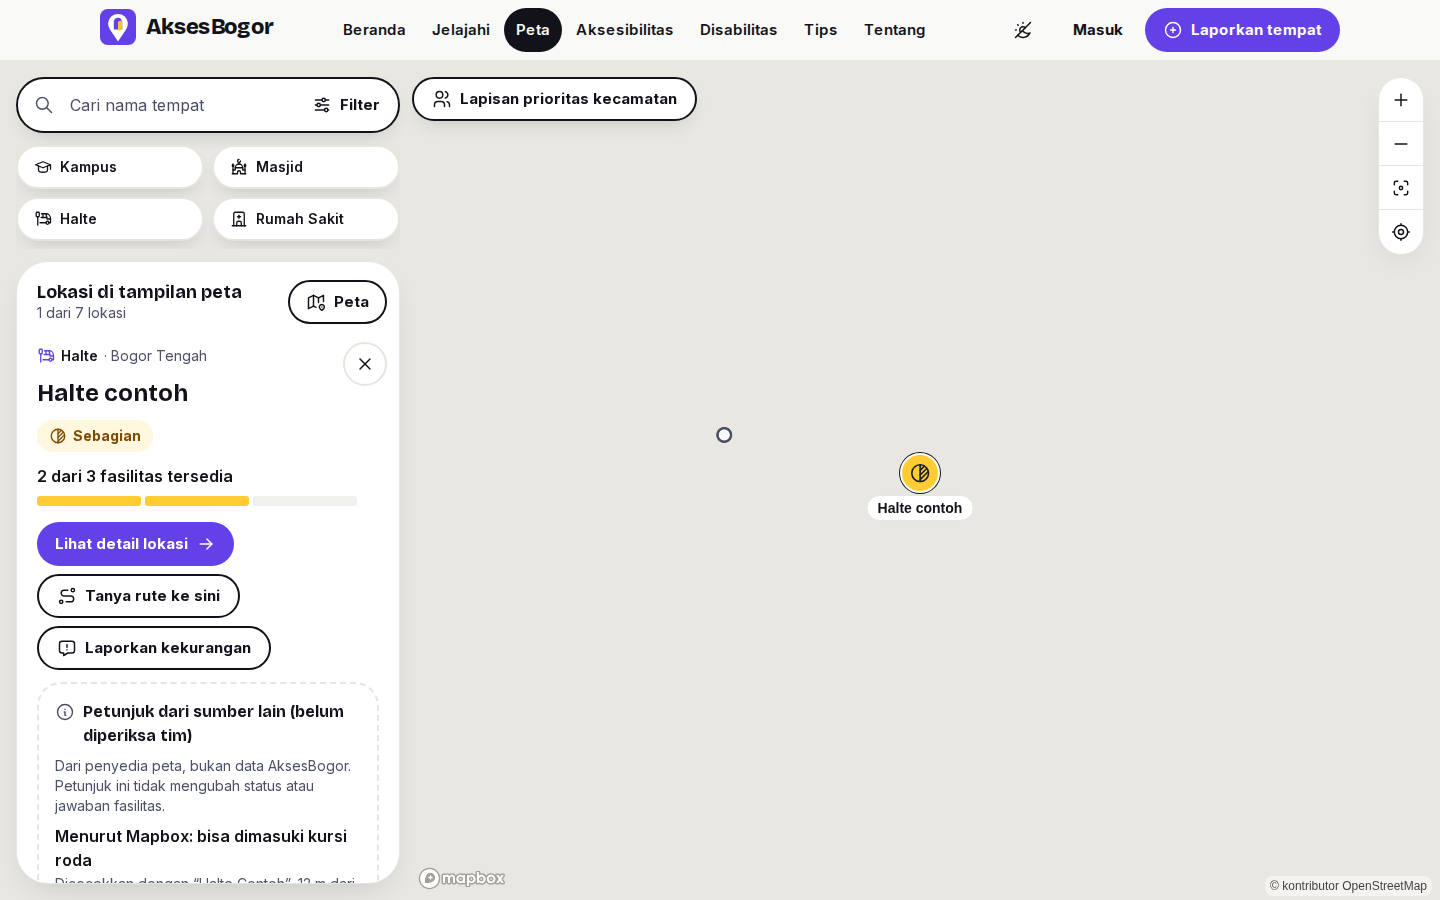 AksesBogor
Beranda
Jelajahi
Peta
Aksesibilitas
Disabilitas
Tips
Tentang
Masuk
Laporkan tempat
Cari nama tempat
Filter
Lapisan prioritas kecamatan
Kampus
Masjid
Halte
Rumah Sakit
Lokasi di tampilan peta
1 dari 7 lokasi
Peta
Halte · Bogor Tengah
Halte contoh
Sebagian
2 dari 3 fasilitas tersedia
Lihat detail lokasi
Tanya rute ke sini
Laporkan kekurangan
Petunjuk dari sumber lain (belum
diperiksa tim)
Dari penyedia peta, bukan data AksesBogor.
Petunjuk ini tidak mengubah status atau
jawaban fasilitas.
Menurut Mapbox: bisa dimasuki kursi
roda
Halte contoh
mapbox
© kontributor OpenStreetMap